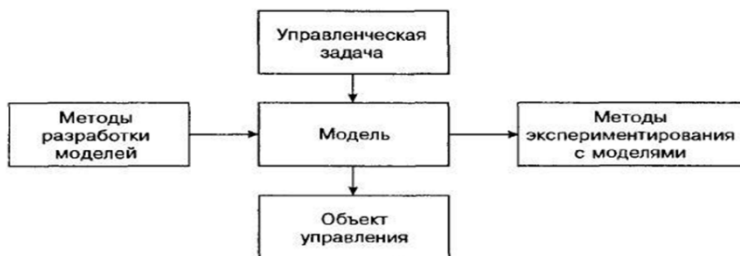 Управленческая
задача
Методы
разработки
моделей
Модель
Методы
экспериментирования
с моделями
Объект
управления